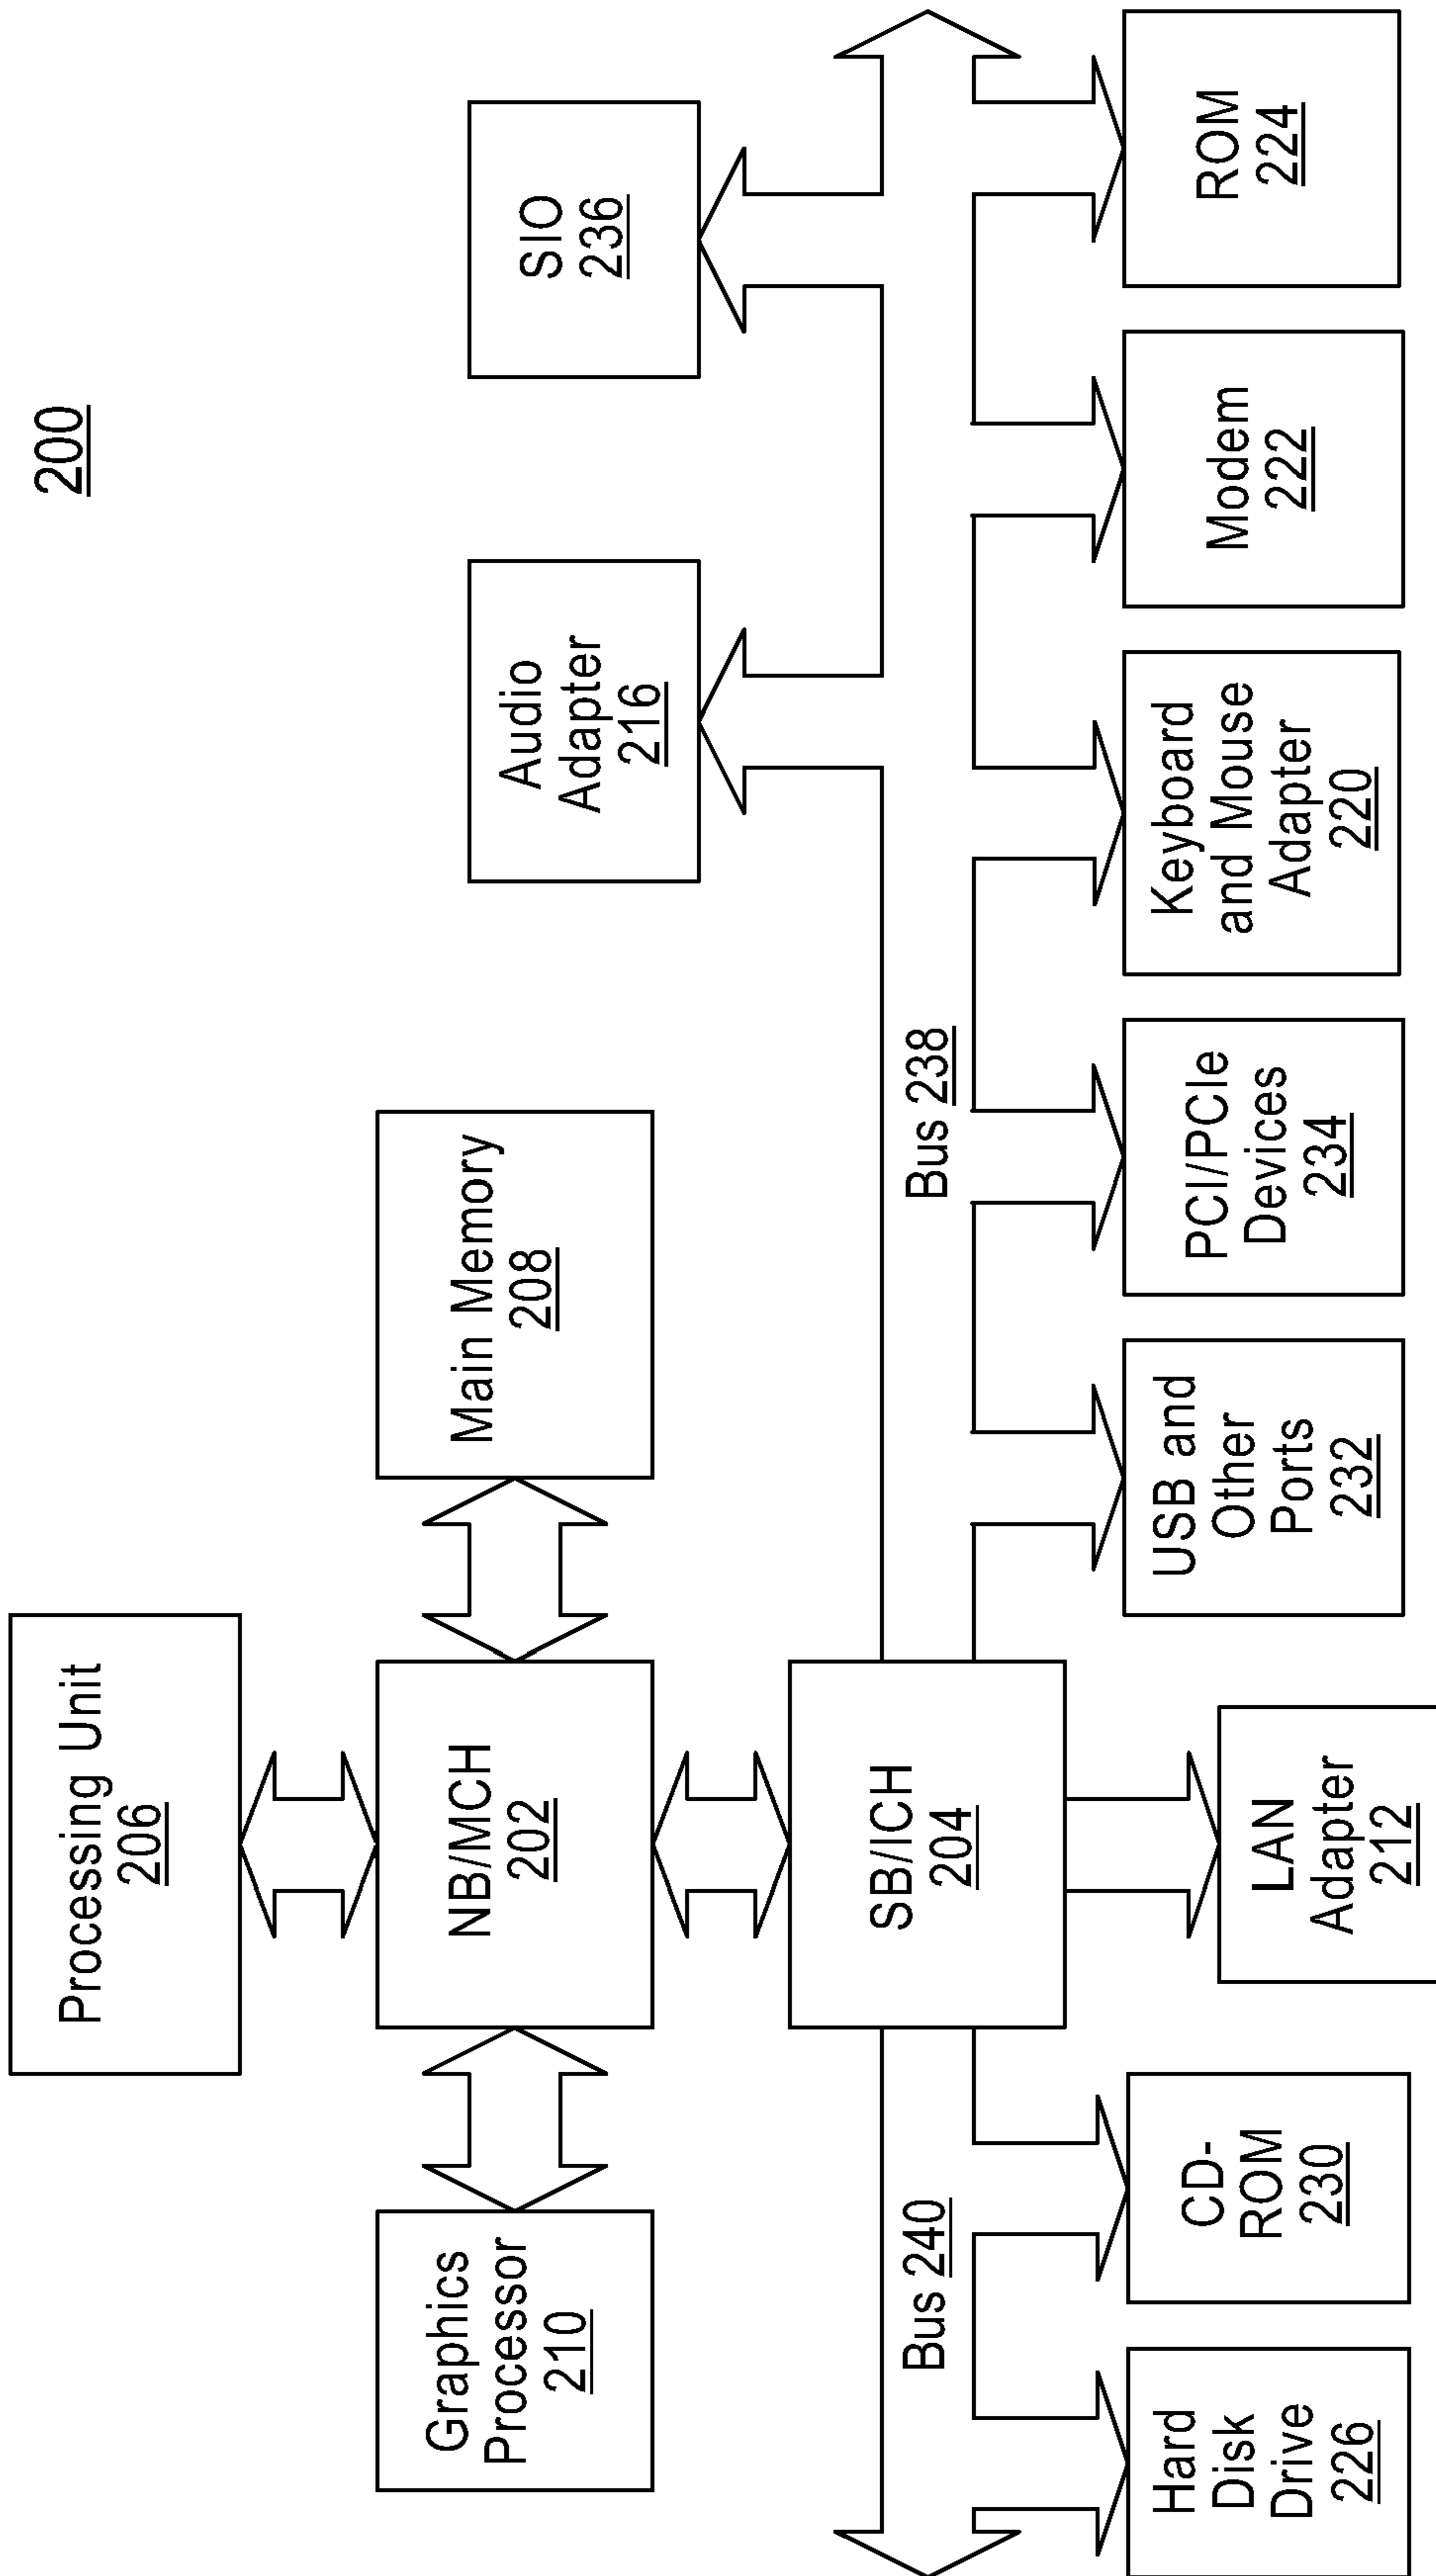 200
Processing Unit
206
Graphics
Processor
210
NB/MCH
202
Main Memory
208
Audio
Adapter
216
SIO
236
SB/ICH
204
Bus 240
Bus 238
Hard
Disk
Drive
226
CD-
ROM
230
LAN
Adapter
212
USB and
Other
Ports
232
PCI/PCIe
Devices
234
Keyboard
and Mouse
Adapter
220
Modem
222
ROM
224